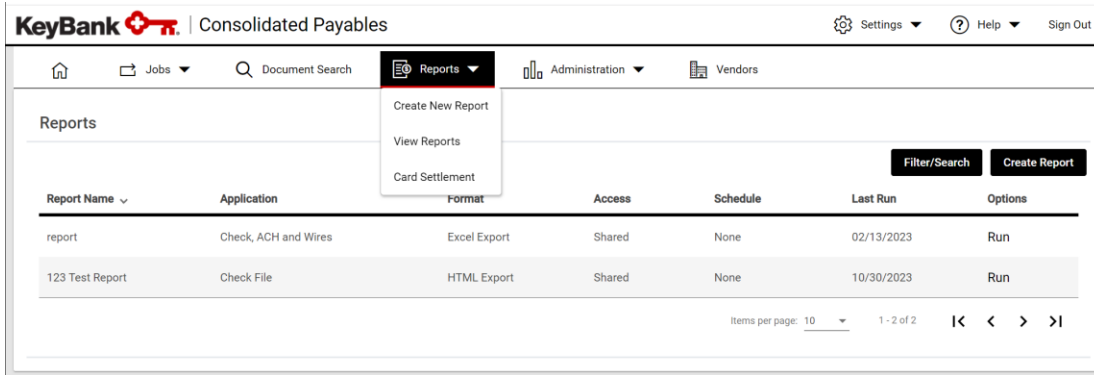 KeyBank Consolidated Payables Settings Help Sign Out
Jobs Document Search Reports Administration Vendors
Create New Report
Reports
View Reports
Filter/Search Create Report
Card Settlement
Report Name Application Format Access Schedule Last Run Options
report Check, ACH and Wires Excel Export Shared None 02/13/2023 Run
123 Test Report Check File HTML Export Shared None 10/30/2023 Run
Items per page: 10 1 - 2 of 2